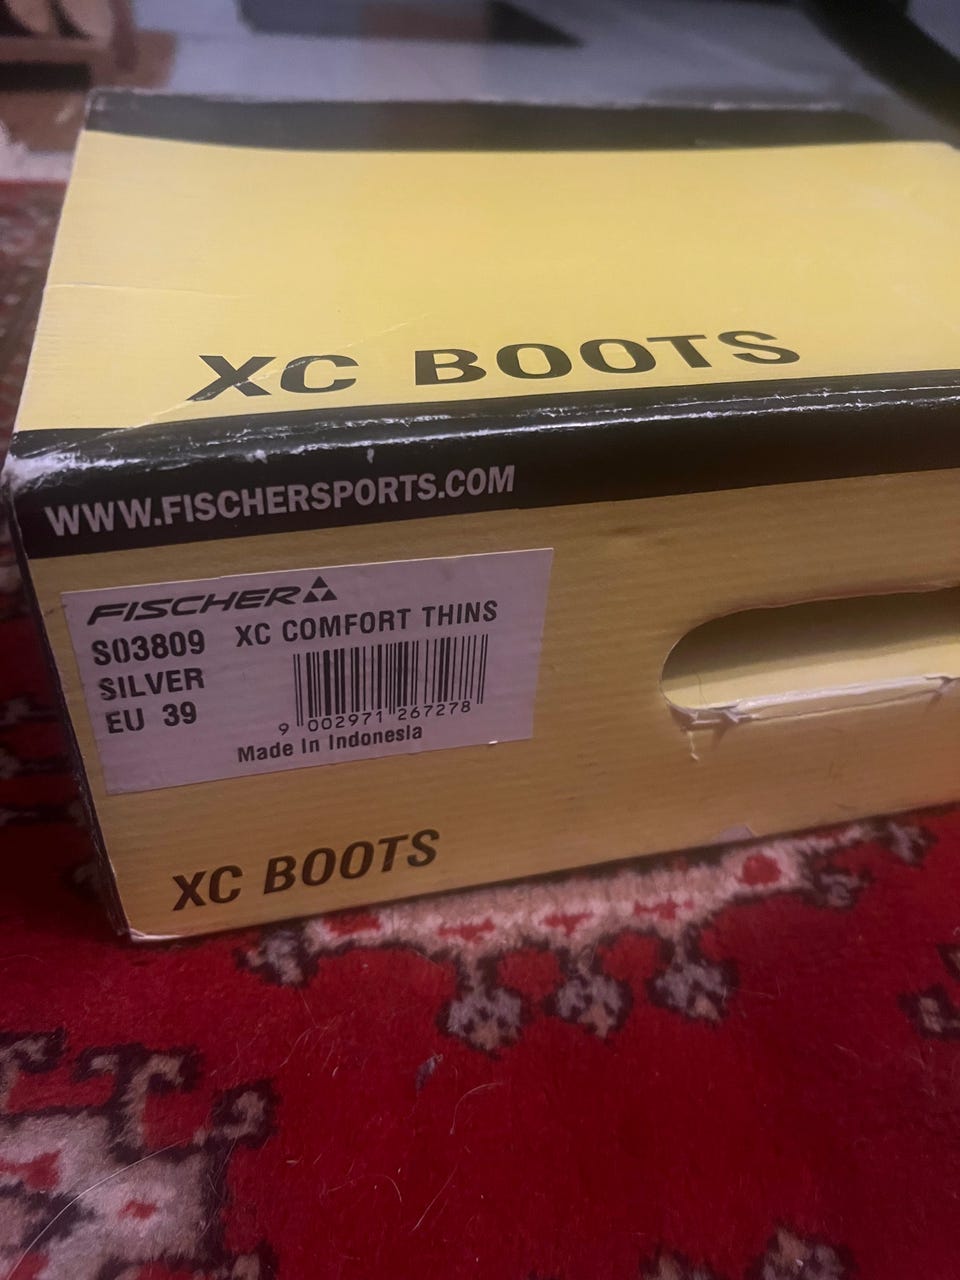 XC BOOTS
WWW.FISCHERSPORTS.COM
FISCHER
S03809 XC COMFORT THINS
SILVER
EU 39
9 002971 267278
Made In Indonesia
XC BOOTS